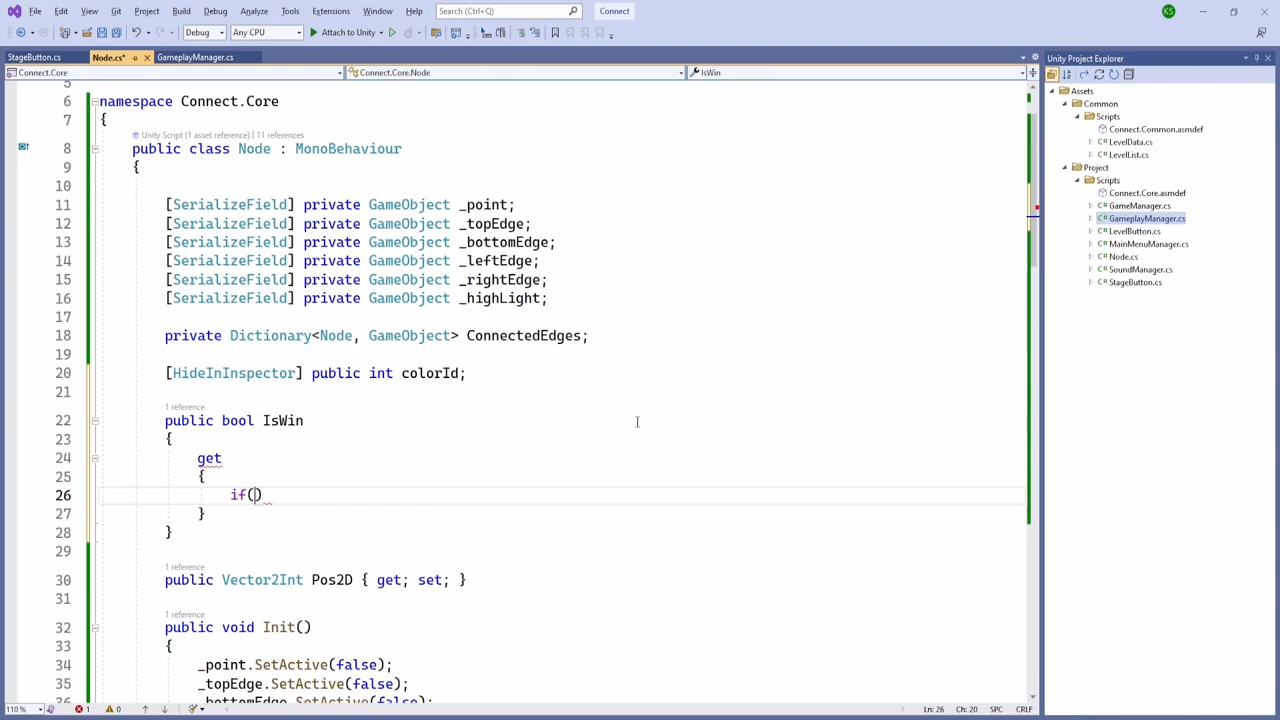 File Edit View Git Project Build Debug Analyze Tools Extensions Window Help Search (Ctrl+Q) Connect KS
Debug Any CPU Attach to Unity
StageButton.cs Node.cs* GameplayManager.cs Unity Project Explorer
Connect.Core Connect.Core.Node IsWin
5
6 namespace Connect.Core
7 {
Unity Script (1 asset reference) | 11 references
8 public class Node : MonoBehaviour
9 {
10
11 [SerializeField] private GameObject _point;
12 [SerializeField] private GameObject _topEdge;
13 [SerializeField] private GameObject _bottomEdge;
14 [SerializeField] private GameObject _leftEdge;
15 [SerializeField] private GameObject _rightEdge;
16 [SerializeField] private GameObject _highLight;
17
18 private Dictionary<Node, GameObject> ConnectedEdges;
19
20 [HideInInspector] public int colorId;
21
1 reference
22 public bool IsWin
23 {
24 get
25 {
26 if()
27 }
28 }
29
1 reference
30 public Vector2Int Pos2D { get; set; }
31
1 reference
32 public void Init()
33 {
34 _point.SetActive(false);
35 _topEdge.SetActive(false);
36 _bottomEdge.SetActive(false);
Assets
Common
Scripts
Connect.Common.asmdef
LevelData.cs
LevelList.cs
Project
Scripts
Connect.Core.asmdef
GameManager.cs
GameplayManager.cs
LevelButton.cs
MainMenuManager.cs
Node.cs
SoundManager.cs
StageButton.cs
110 % 1 0 Ln: 26 Ch: 20 SPC CRLF